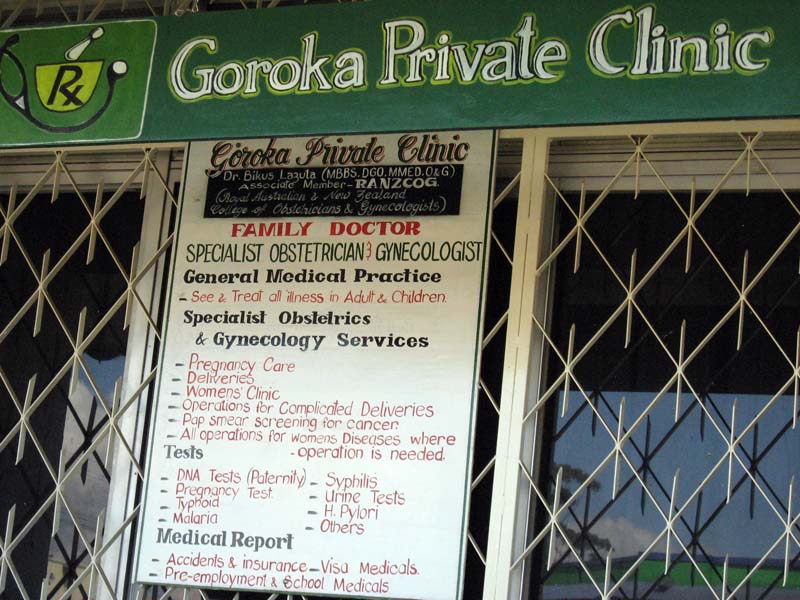 Rx
Goroka Private Clinic
Goroka Private Clinic
Dr. Bikus Lazuta (MBBS.DGO.MMED.O&G)
Associate Member-RANZCOG
(Royal Australian & New Zealand
College of Obstetricians & Gynecologists)
FAMILY DOCTOR
SPECIALIST OBSTETRICIAN & GYNECOLOGIST
General Medical Practice
- See & Treat all illness in Adult & Children.
Specialist Obstetrics
& Gynecology Services
- Pregnancy Care
- Deliveries
- Womens' Clinic
- Operations for Complicated Deliveries
- Pap smear screening for cancer.
- All operations for womens Diseases where
- operation is needed.
Tests
- DNA Tests (Paternity)
- Pregnancy Test
- Typhoid
- Malaria
- Syphilis
- Urine Tests
- H. Pylori
- Others
Medical Report
- Accidents & insurance - Visa Medicals.
- Pre-employment & School Medicals